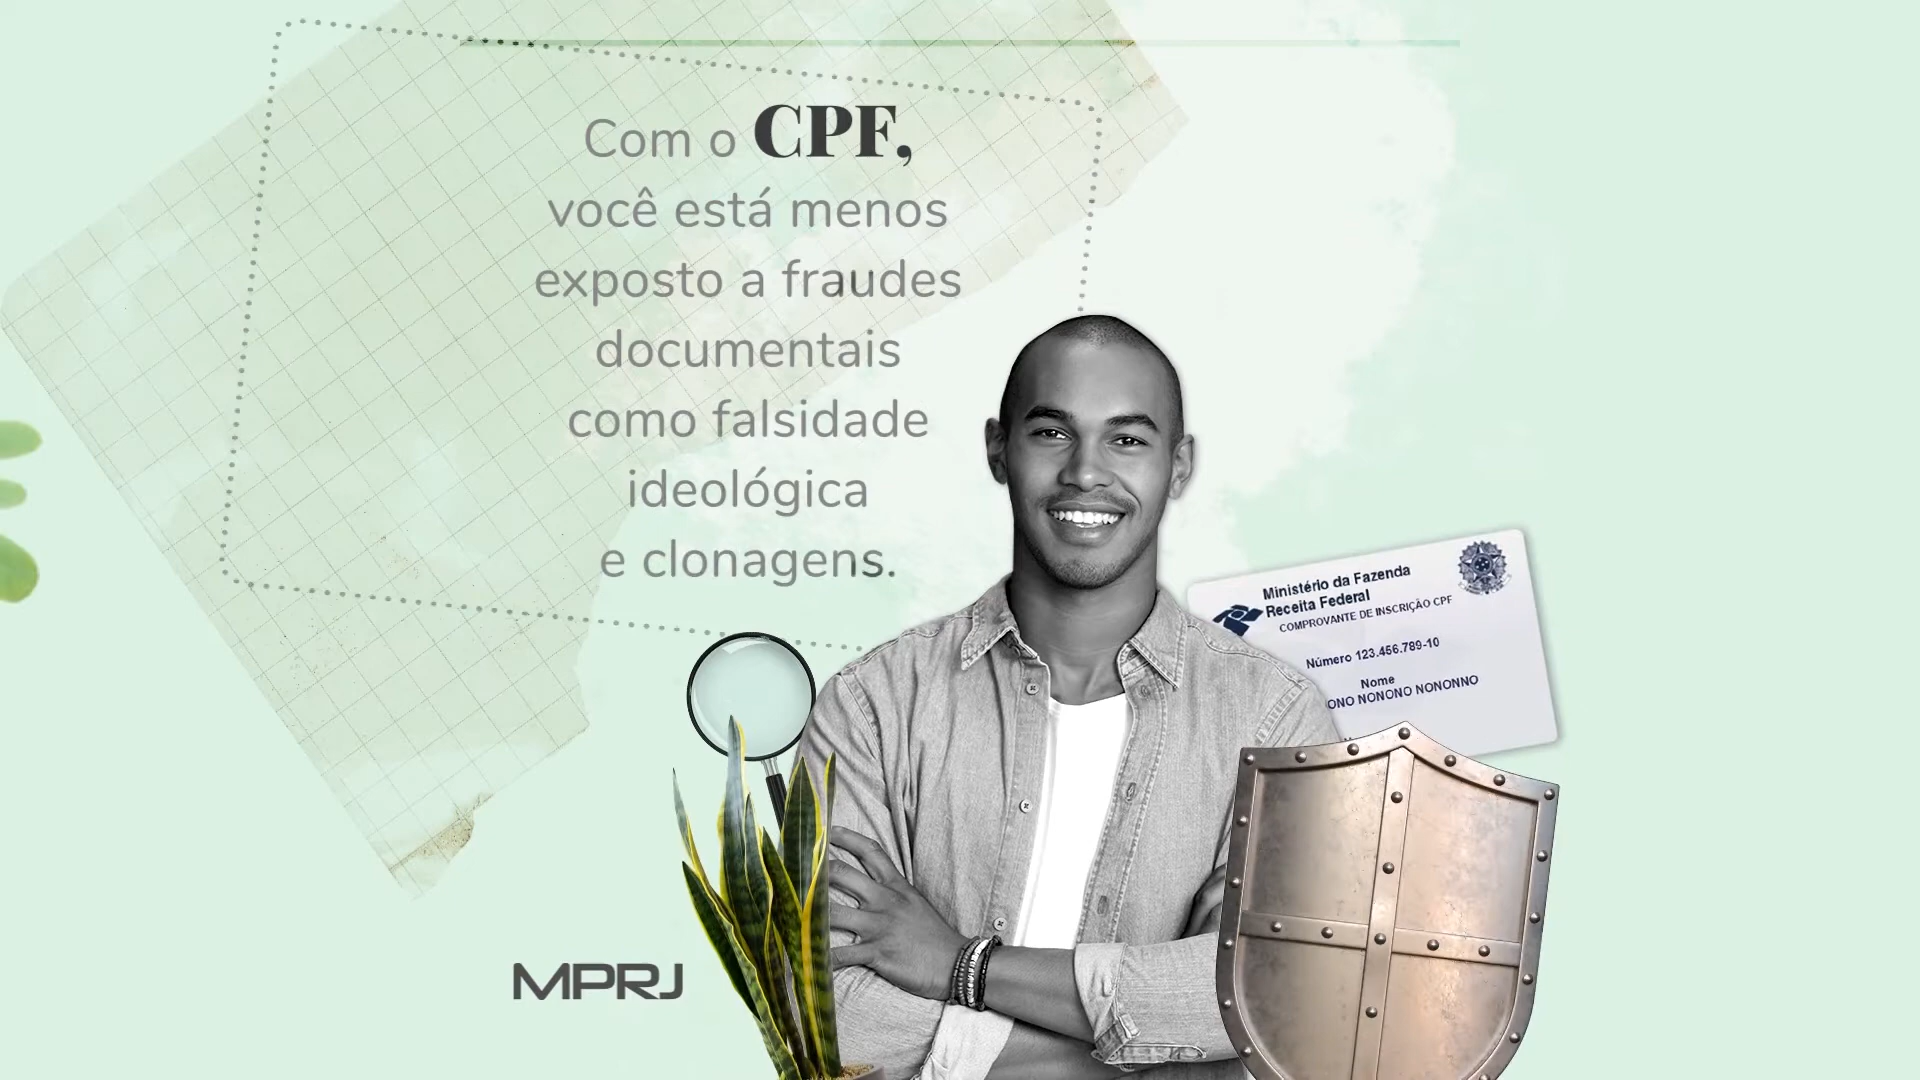 Com o CPF,
você está menos
exposto a fraudes
documentais
como falsidade
ideológica
e clonagens.
Ministério da Fazenda
Receita Federal
COMPROVANTE DE INSCRIÇÃO CPF
Número 123.456.789-10
Nome
ONO NONONO NONONNO
MPRJ